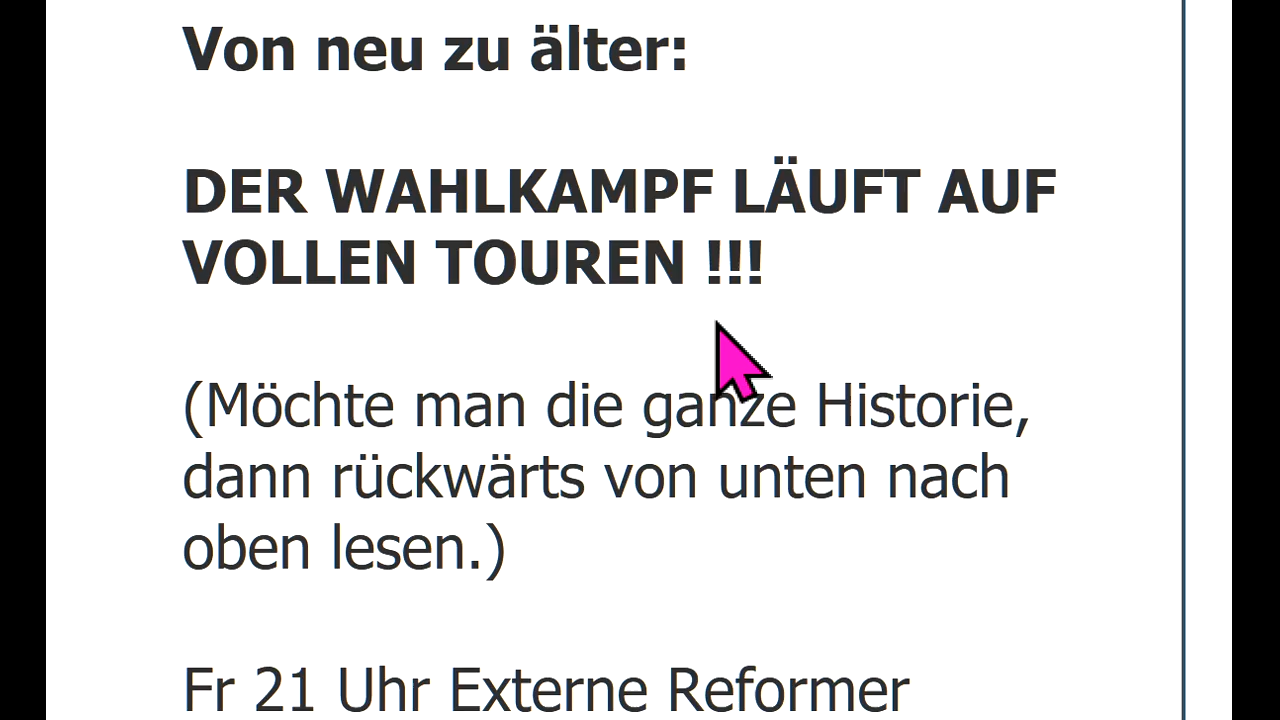 Von neu zu älter:
DER WAHLKAMPF LÄUFT AUF
VOLLEN TOUREN !!!
(Möchte man die ganze Historie,
dann rückwärts von unten nach
oben lesen.)
Fr 21 Uhr Externe Reformer